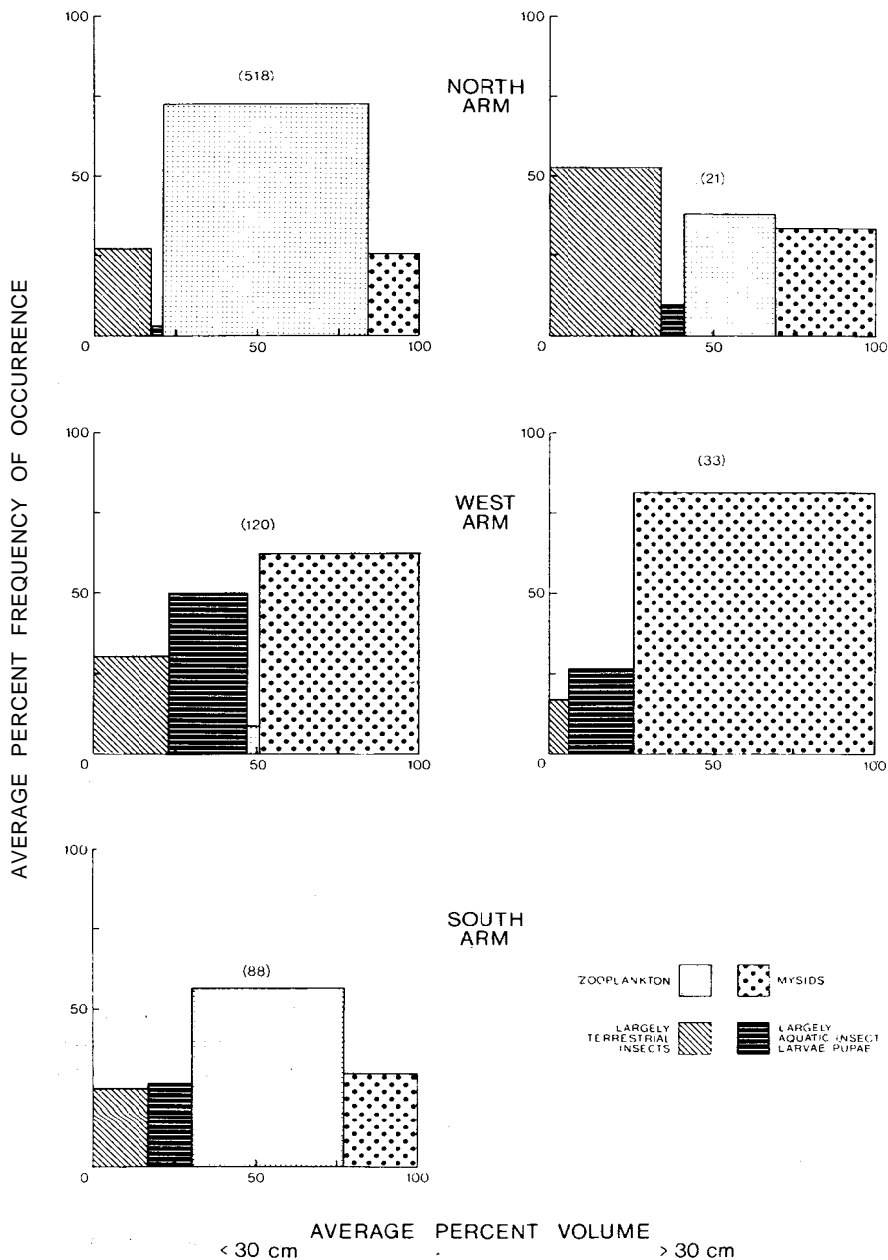 AVERAGE PERCENT FREQUENCY OF OCCURRENCE
100
(518)
50
0
50
100
NORTH
ARM
100
50
(21)
0
50
100
100
(120)
50
0
50
100
WEST
ARM
100
(33)
50
0
50
100
100
(88)
50
0
50
100
SOUTH
ARM
ZOOPLANKTON
MYSIDS
LARGELY
TERRESTRIAL
INSECTS
LARGELY
AQUATIC INSECT
LARVAE PUPAE
AVERAGE PERCENT VOLUME
< 30 cm
> 30 cm